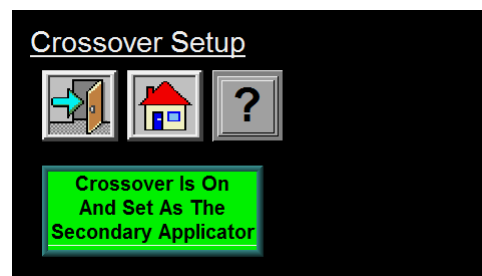 Crossover Setup
?
Crossover Is On
And Set As The
Secondary Applicator